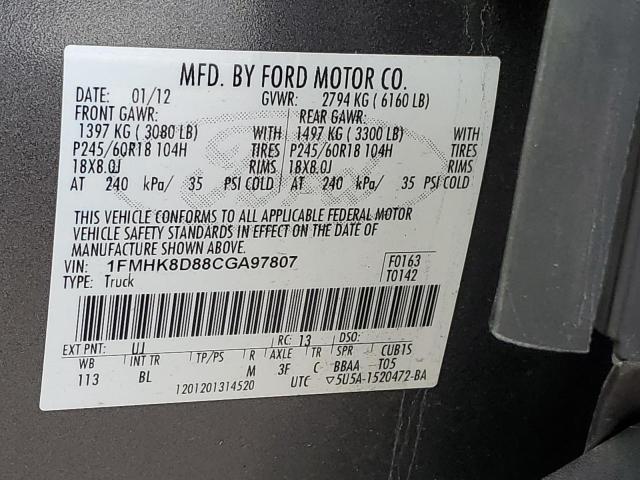 MFD. BY FORD MOTOR CO.
DATE: 01/12 GVWR: 2794 KG ( 6160 LB)
FRONT GAWR: REAR GAWR:
1397 KG ( 3080 LB) WITH 1497 KG ( 3300 LB) WITH
P245/60R18 104H TIRES P245/60R18 104H TIRES
18X8.0J RIMS 18X8.0J RIMS
AT 240 kPa/ 35 PSI COLD AT 240 kPa/ 35 PSI COLD
THIS VEHICLE CONFORMS TO ALL APPLICABLE FEDERAL MOTOR
VEHICLE SAFETY STANDARDS IN EFFECT ON THE DATE OF
MANUFACTURE SHOWN ABOVE.
VIN: 1FMHK8D88CGA97807 F0163
TYPE: Truck T0142
EXT PNT: UJ RC: 13 DSO:
WB INT TR TP/PS R AXLE TR SPR CUB1S
113 BL M 3F C BBAA T05
1201201314520 UTC ▽5U5A-1520472-BA